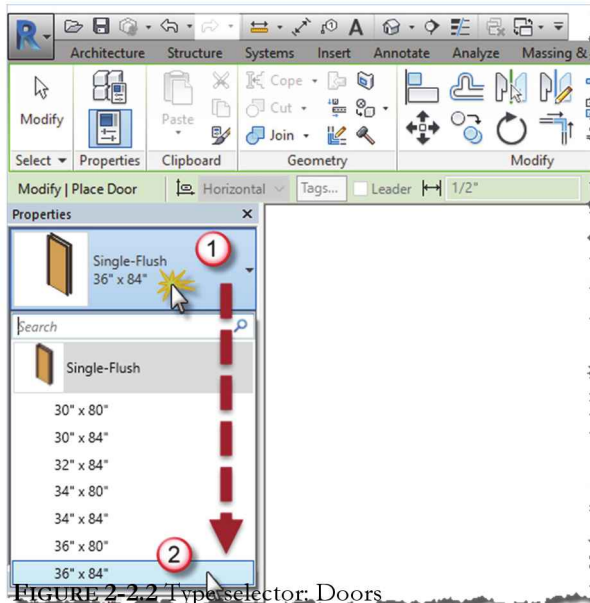 R
A
Architecture Structure Systems Insert Annotate Analyze Massing &
Modify
Paste
Cope
Cut
Join
Select Properties Clipboard Geometry Modify
Modify | Place Door Horizontal Tags... Leader 1/2"
Properties x
Single-Flush
36" x 84"
1
Search
Single-Flush
30" x 80"
30" x 84"
32" x 84"
34" x 80"
34" x 84"
36" x 80"
2
36" x 84"
FIGURE 2-2.2 Type selector: Doors